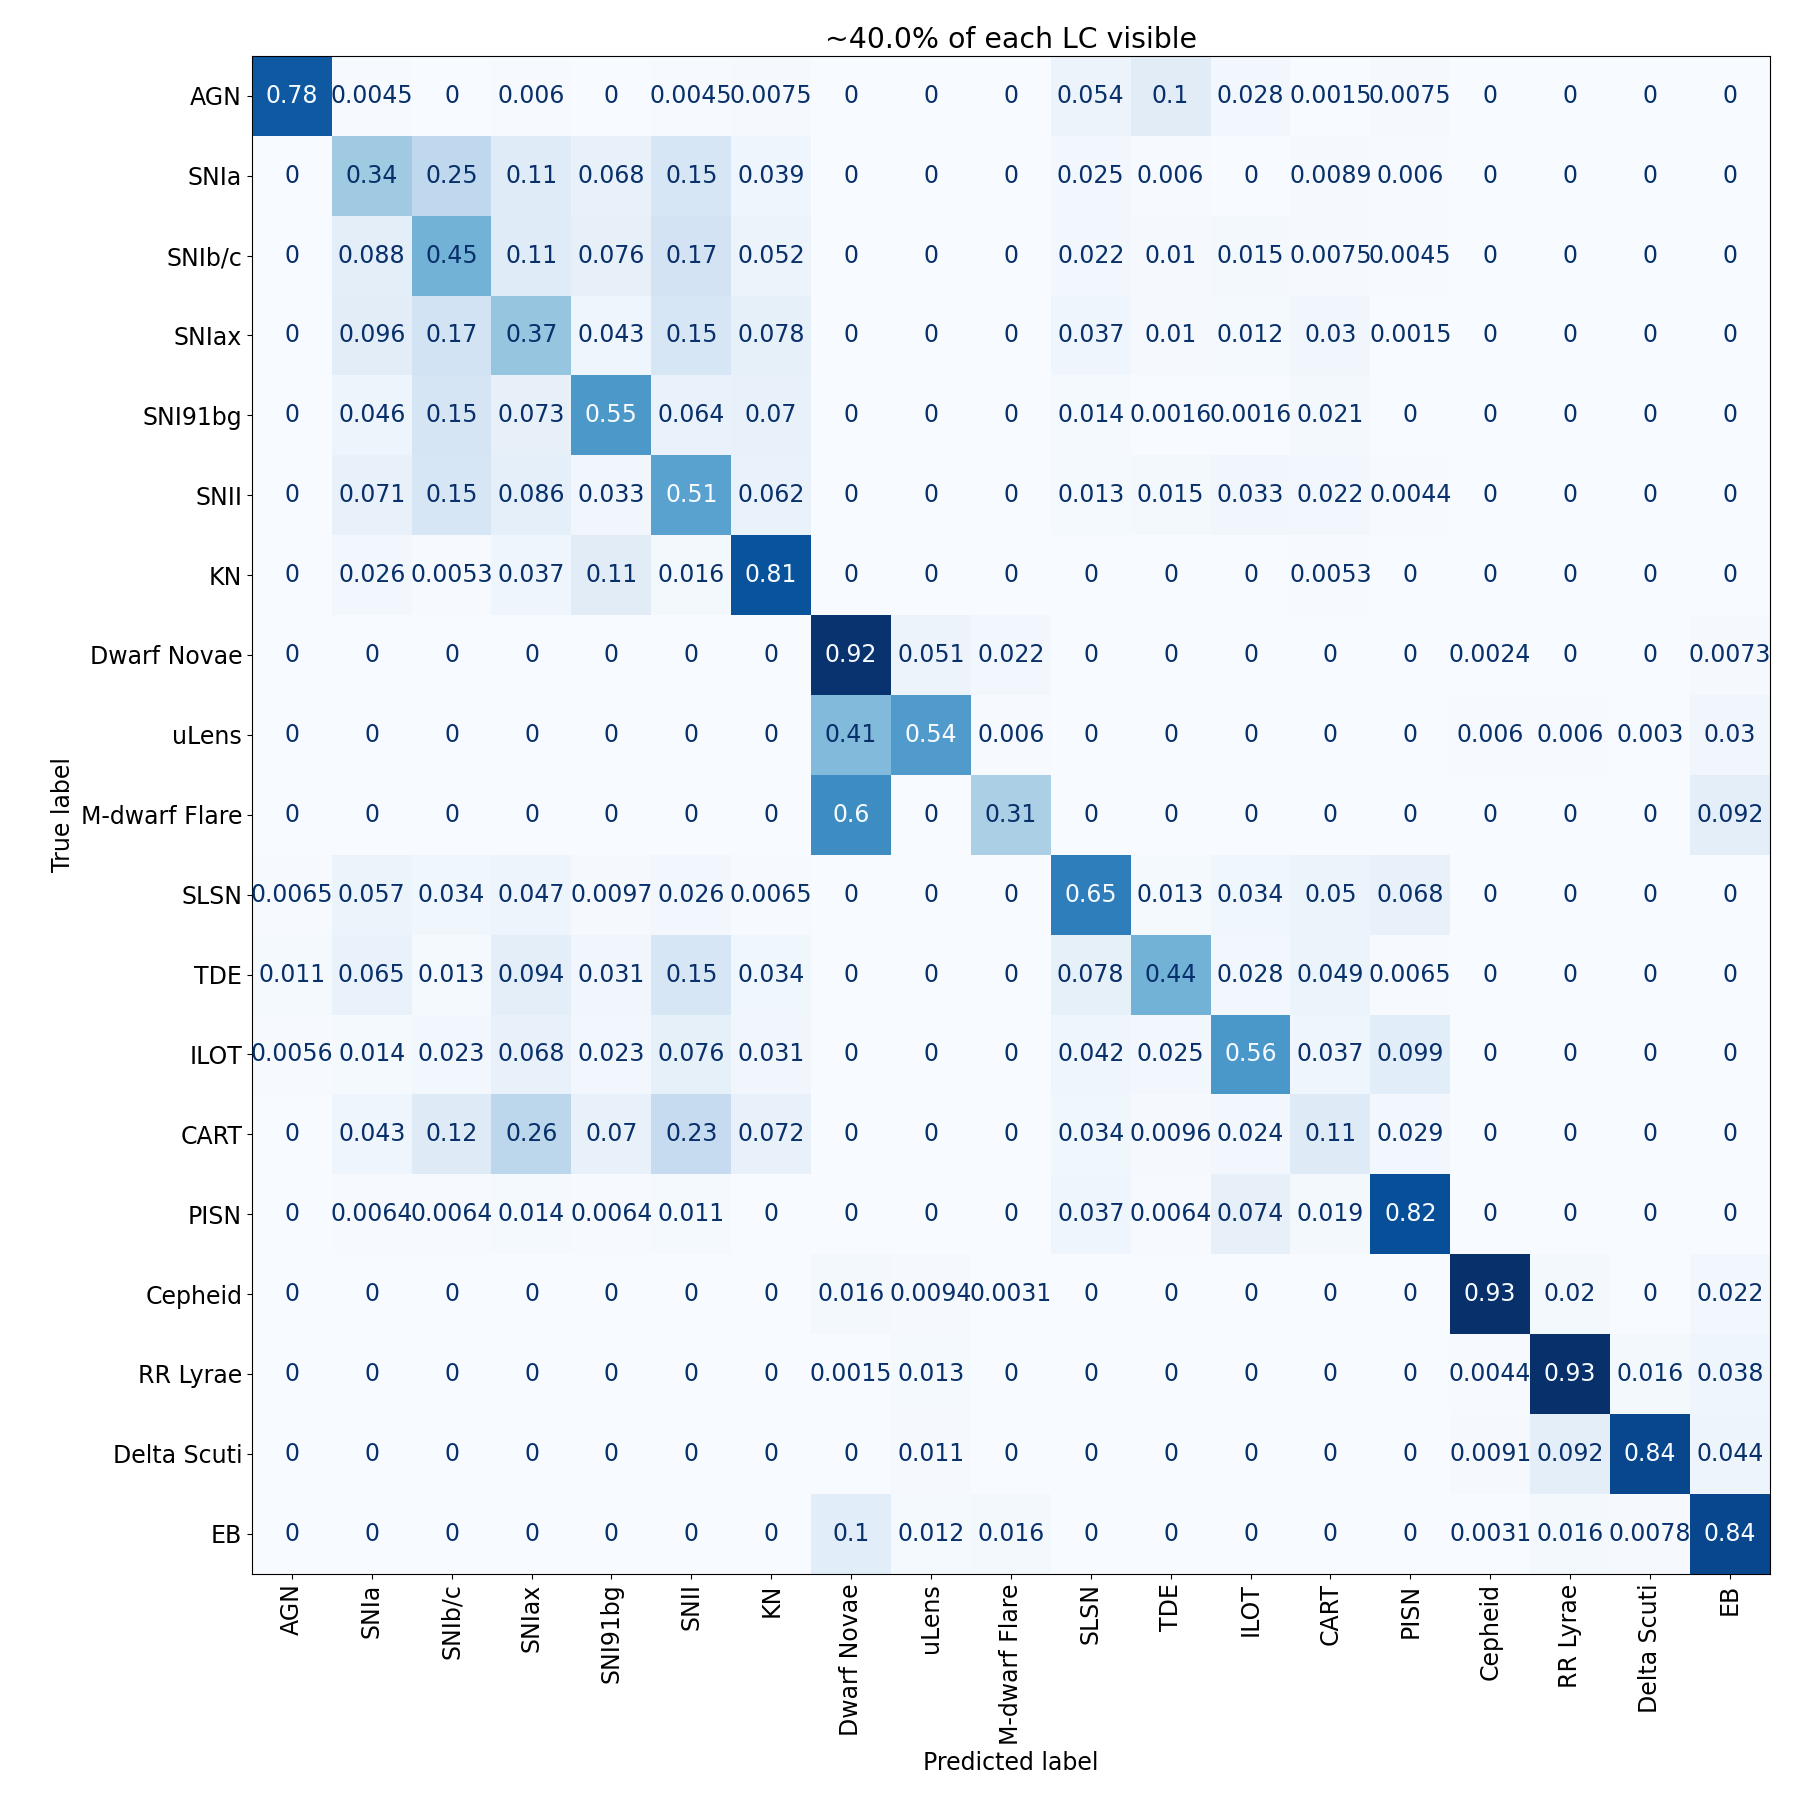 ~40.0% of each LC visible
AGN 0.78 0.0045 0 0.006 0 0.0045 0.0075 0 0 0 0.054 0.1 0.028 0.0015 0.0075 0 0 0 0
SNIa 0 0.34 0.25 0.11 0.068 0.15 0.039 0 0 0 0.025 0.006 0 0.0089 0.006 0 0 0 0
SNIb/c 0 0.088 0.45 0.11 0.076 0.17 0.052 0 0 0 0.022 0.01 0.015 0.0075 0.0045 0 0 0 0
SNIax 0 0.096 0.17 0.37 0.043 0.15 0.078 0 0 0 0.037 0.01 0.012 0.03 0.0015 0 0 0 0
SNI91bg 0 0.046 0.15 0.073 0.55 0.064 0.07 0 0 0 0.014 0.0016 0.0016 0.021 0 0 0 0 0
SNII 0 0.071 0.15 0.086 0.033 0.51 0.062 0 0 0 0.013 0.015 0.033 0.022 0.0044 0 0 0 0
KN 0 0.026 0.0053 0.037 0.11 0.016 0.81 0 0 0 0 0 0 0.0053 0 0 0 0 0
Dwarf Novae 0 0 0 0 0 0 0 0.92 0.051 0.022 0 0 0 0 0 0.0024 0 0 0.0073
uLens 0 0 0 0 0 0 0 0.41 0.54 0.006 0 0 0 0 0 0.006 0.006 0.003 0.03
M-dwarf Flare 0 0 0 0 0 0 0 0.6 0 0.31 0 0 0 0 0 0 0 0 0.092
SLSN 0.0065 0.057 0.034 0.047 0.0097 0.026 0.0065 0 0 0 0.65 0.013 0.034 0.05 0.068 0 0 0 0
TDE 0.011 0.065 0.013 0.094 0.031 0.15 0.034 0 0 0 0.078 0.44 0.028 0.049 0.0065 0 0 0 0
ILOT 0.0056 0.014 0.023 0.068 0.023 0.076 0.031 0 0 0 0.042 0.025 0.56 0.037 0.099 0 0 0 0
CART 0 0.043 0.12 0.26 0.07 0.23 0.072 0 0 0 0.034 0.0096 0.024 0.11 0.029 0 0 0 0
PISN 0 0.0064 0.0064 0.014 0.0064 0.011 0 0 0 0 0.037 0.0064 0.074 0.019 0.82 0 0 0 0
Cepheid 0 0 0 0 0 0 0 0.016 0.0094 0.0031 0 0 0 0 0 0.93 0.02 0 0.022
RR Lyrae 0 0 0 0 0 0 0 0.0015 0.013 0 0 0 0 0 0 0.0044 0.93 0.016 0.038
Delta Scuti 0 0 0 0 0 0 0 0 0.011 0 0 0 0 0 0 0.0091 0.092 0.84 0.044
EB 0 0 0 0 0 0 0 0.1 0.012 0.016 0 0 0 0 0 0.0031 0.016 0.0078 0.84
True label
AGN SNIa SNIb/c SNIax SNI91bg SNII KN Dwarf Novae uLens M-dwarf Flare SLSN TDE ILOT CART PISN Cepheid RR Lyrae Delta Scuti EB
Predicted label